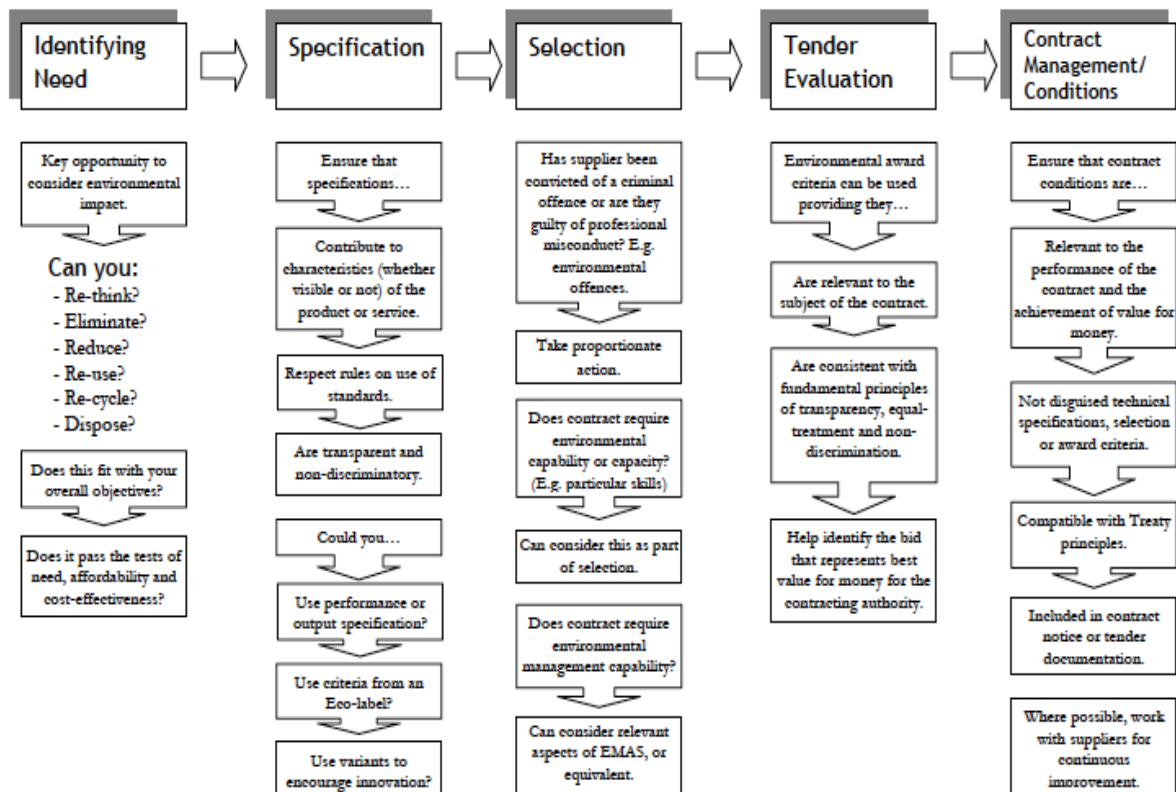 Identifying
Need
Specification
Selection
Tender
Evaluation
Contract
Management/
Conditions
Key opportunity to
consider environmental
impact.
Can you:
- Re-think?
- Eliminate?
- Reduce?
- Re-use?
- Re-cycle?
- Dispose?
Does this fit with your
overall objectives?
Does it pass the tests of
need, affordability and
cost-effectiveness?
Ensure that
specifications…
Contribute to
characteristics (whether
visible or not) of the
product or service.
Respect rules on use of
standards.
Are transparent and
non-discriminatory.
Could you…
Use performance or
output specification?
Use criteria from an
Eco-label?
Use variants to
encourage innovation?
Has supplier been
convicted of a criminal
offence or are they
guilty of professional
misconduct? E.g.
environmental
offences.
Take proportionate
action.
Does contract require
environmental
capability or capacity?
(E.g. particular skills)
Can consider this as part
of selection.
Does contract require
environmental
management capability?
Can consider relevant
aspects of EMAS, or
equivalent.
Environmental award
criteria can be used
providing they…
Are relevant to the
subject of the contract.
Are consistent with
fundamental principles
of transparency, equal-
treatment and non-
discrimination.
Help identify the bid
that represents best
value for money for the
contracting authority.
Ensure that contract
conditions are…
Relevant to the
performance of the
contract and the
achievement of value for
money.
Not disguised technical
specifications, selection
or award criteria.
Compatible with Treaty
principles.
Included in contract
notice or tender
documentation.
Where possible, work
with suppliers for
continuous
imorovement.